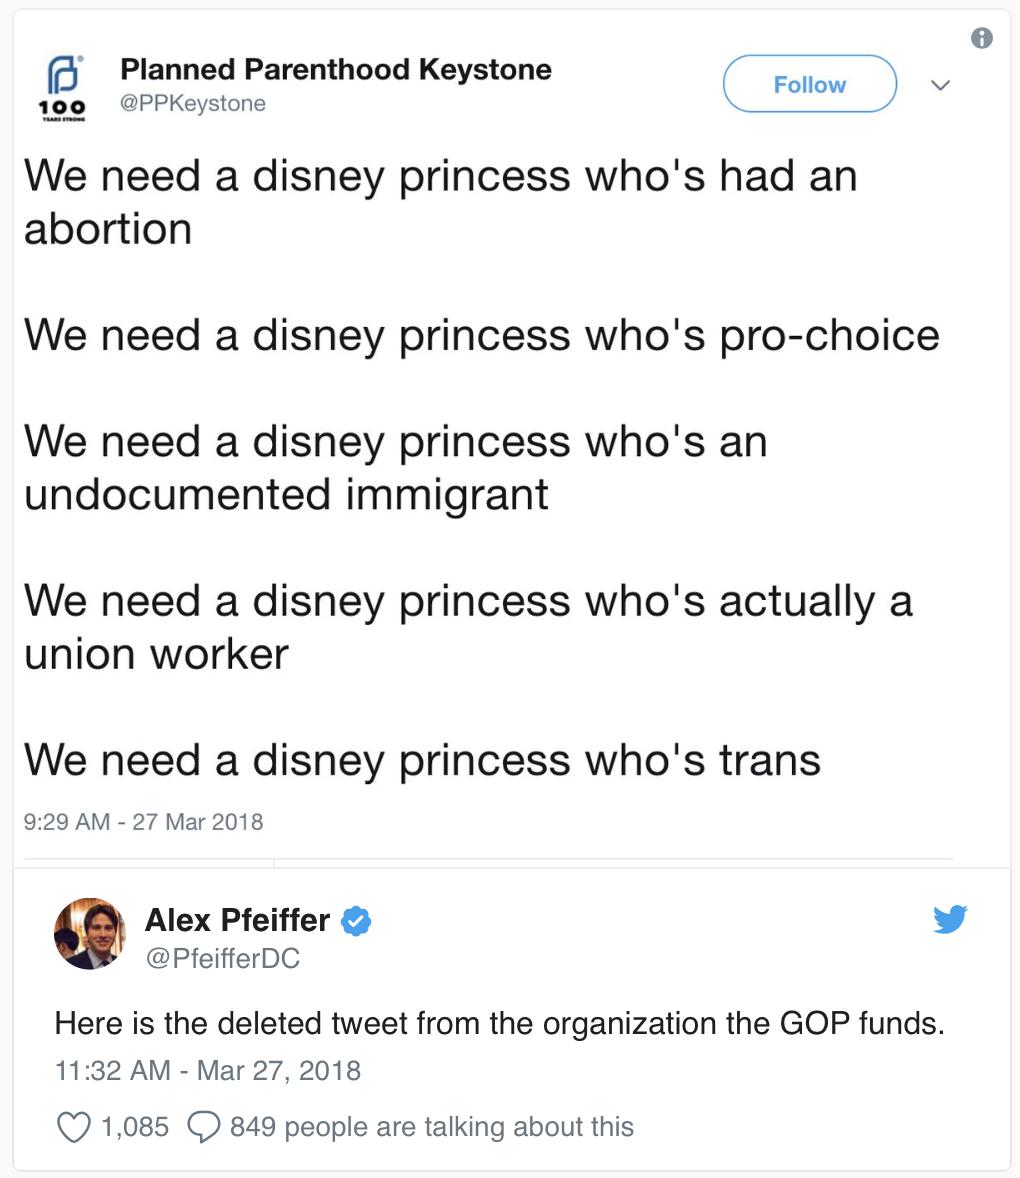 Planned Parenthood Keystone
@PPKeystone
Follow
100
YEARS STRONG
We need a disney princess who's had an
abortion
We need a disney princess who's pro-choice
We need a disney princess who's an
undocumented immigrant
We need a disney princess who's actually a
union worker
We need a disney princess who's trans
9:29 AM - 27 Mar 2018
Alex Pfeiffer
@PfeifferDC
Here is the deleted tweet from the organization the GOP funds.
11:32 AM - Mar 27, 2018
1,085 849 people are talking about this